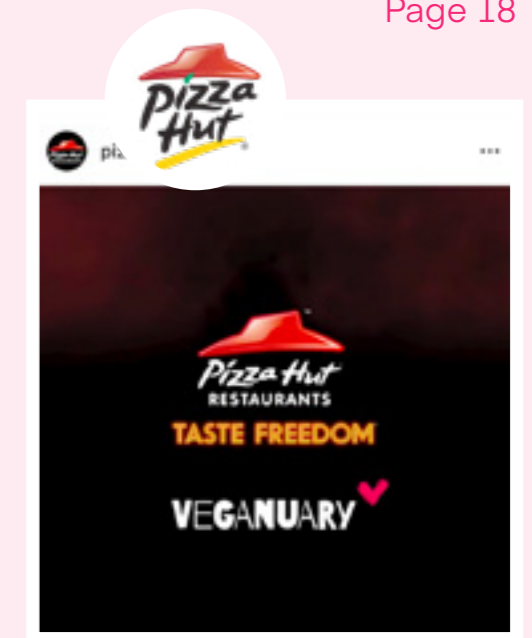 Page 18
Pizza
Hut
Pizza Hut
RESTAURANTS
TASTE FREEDOM
VEGANUARY